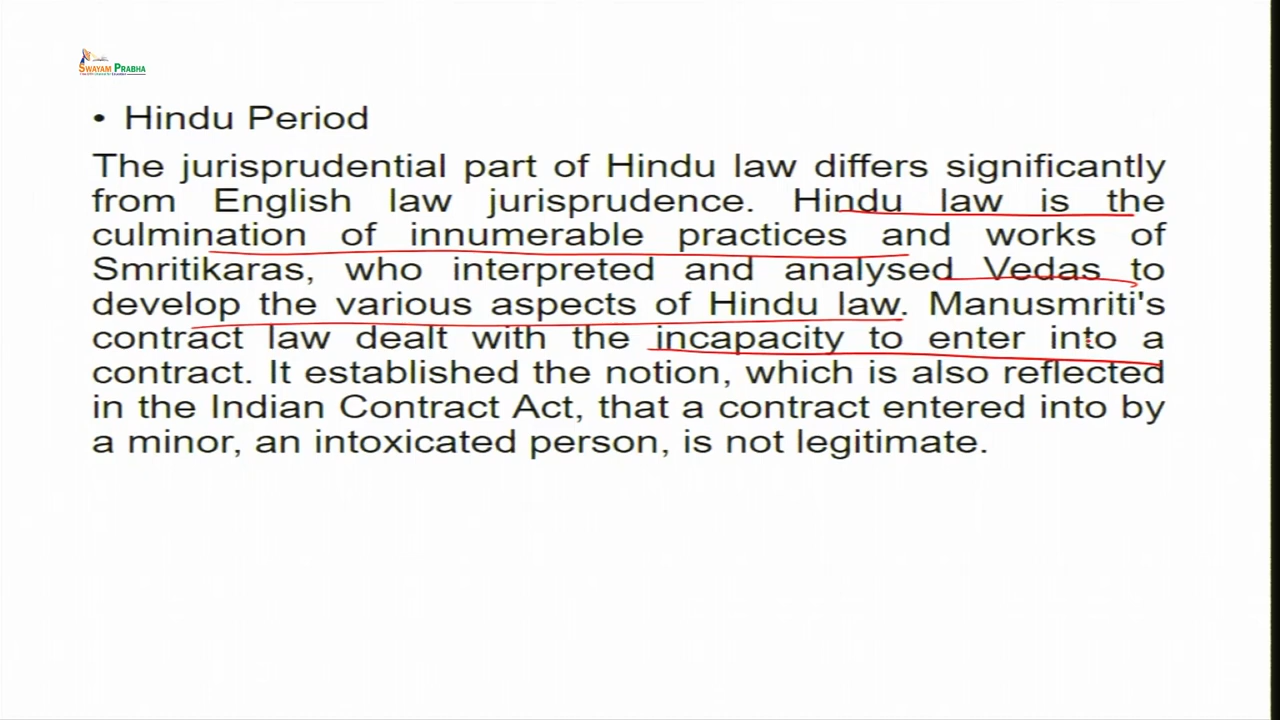 SWAYAM PRABHA
• Hindu Period
The jurisprudential part of Hindu law differs significantly
from English law jurisprudence. Hindu law is the
culmination of innumerable practices and works of
Smritikaras, who interpreted and analysed Vedas to
develop the various aspects of Hindu law. Manusmriti's
contract law dealt with the incapacity to enter into a
contract. It established the notion, which is also reflected
in the Indian Contract Act, that a contract entered into by
a minor, an intoxicated person, is not legitimate.